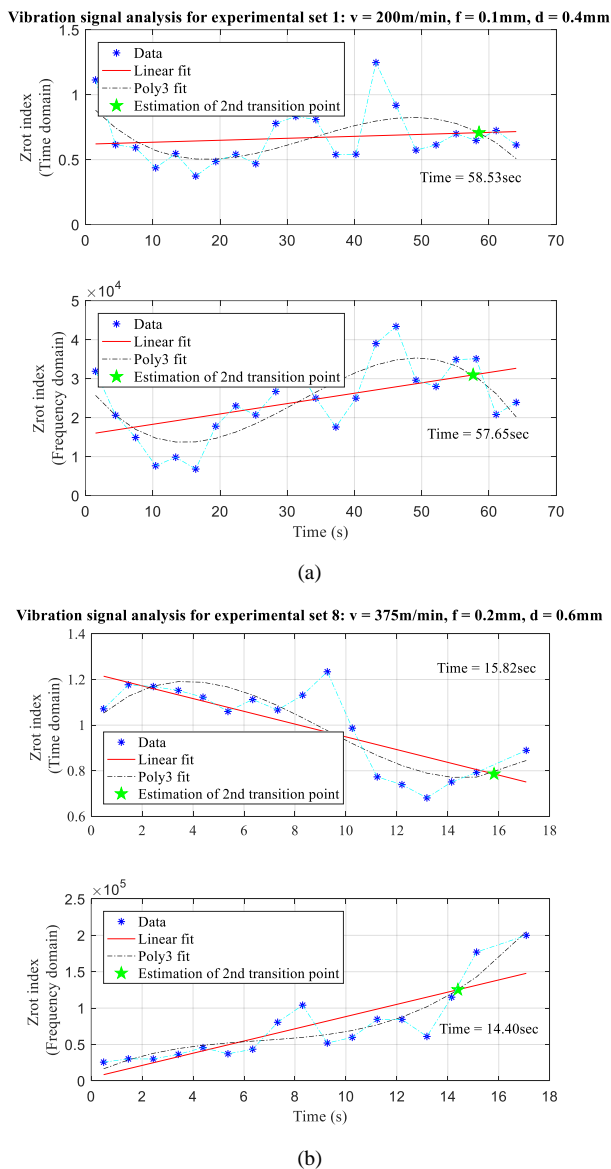 Vibration signal analysis for experimental set 1: v = 200m/min, f = 0.1mm, d = 0.4mm
1.5
1
0.5
0
Zrot index
(Time domain)
Data
Linear fit
Poly3 fit
Estimation of 2nd transition point
Time = 58.53sec
0 10 20 30 40 50 60 70
×10^4
5
4
3
2
1
0
Zrot index
(Frequency domain)
Data
Linear fit
Poly3 fit
Estimation of 2nd transition point
Time = 57.65sec
0 10 20 30 40 50 60 70
Time (s)
(a)
Vibration signal analysis for experimental set 8: v = 375m/min, f = 0.2mm, d = 0.6mm
1.4
1.2
1
0.8
0.6
Zrot index
(Time domain)
Time = 15.82sec
Data
Linear fit
Poly3 fit
Estimation of 2nd transition point
0 2 4 6 8 10 12 14 16 18
×10^5
2.5
2
1.5
1
0.5
0
Zrot index
(Frequency domain)
Data
Linear fit
Poly3 fit
Estimation of 2nd transition point
Time = 14.40sec
0 2 4 6 8 10 12 14 16 18
Time (s)
(b)